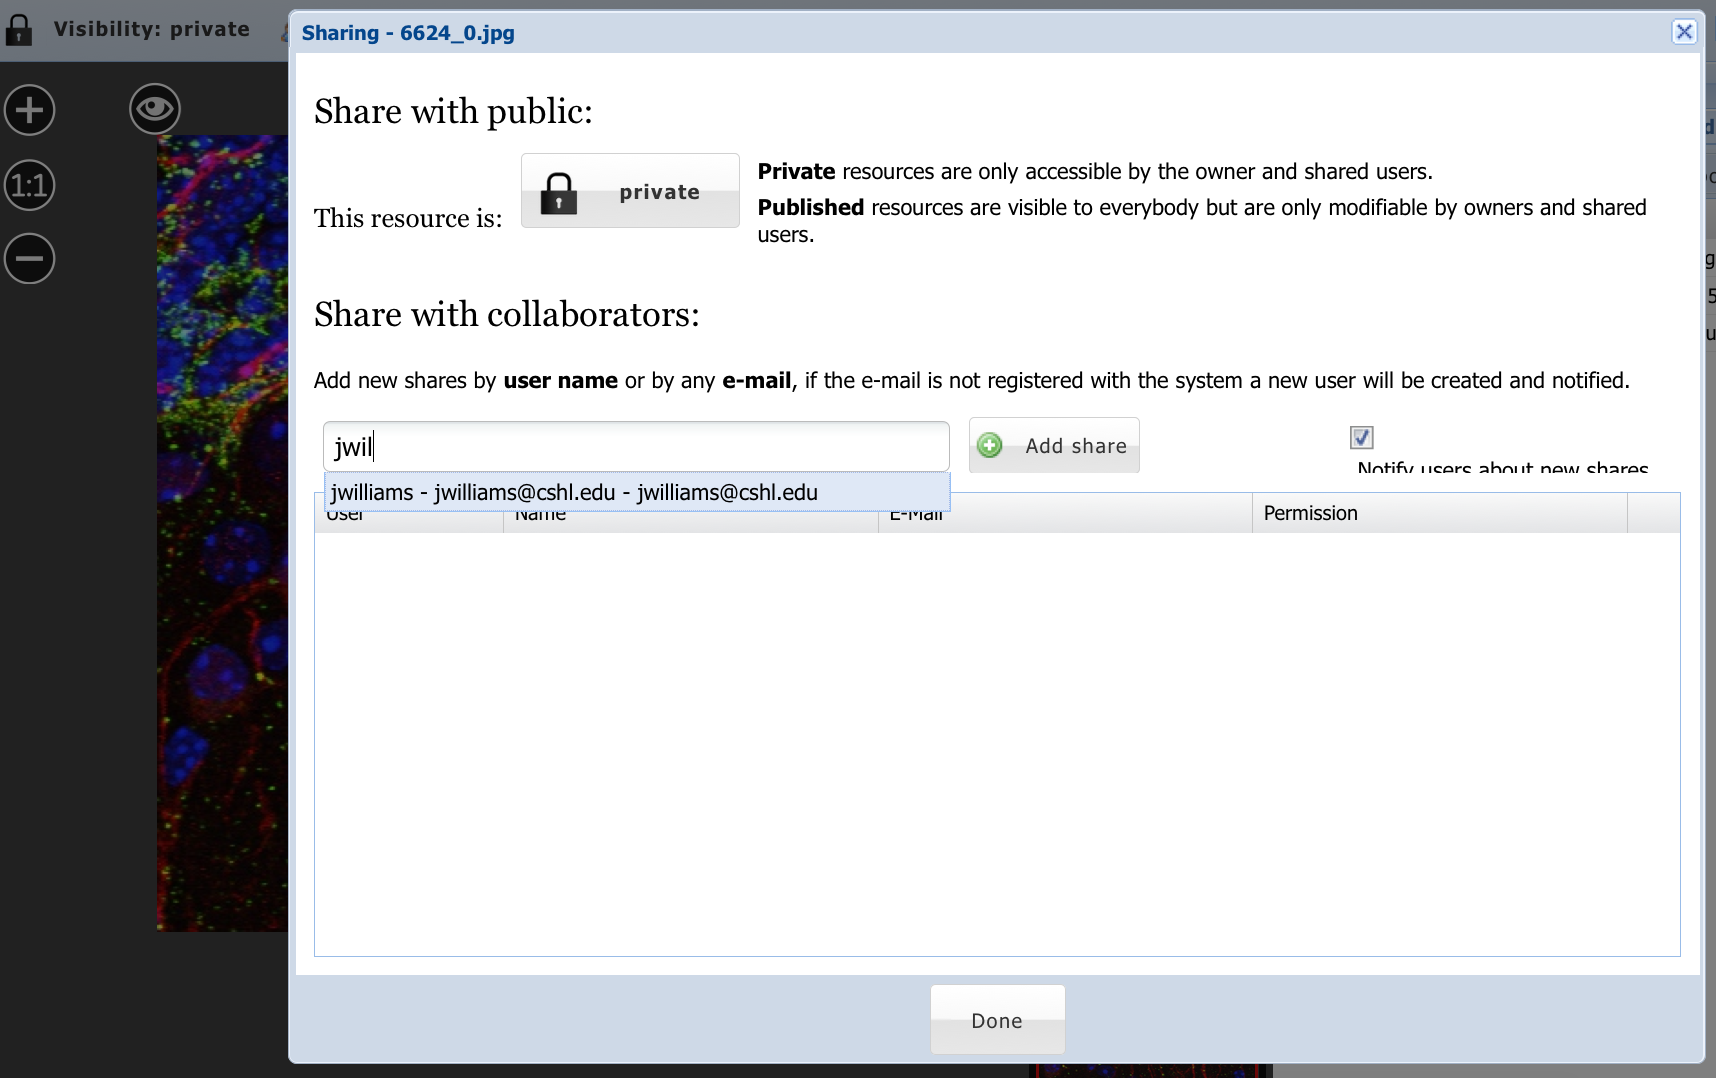 Visibility: private
Sharing - 6624_0.jpg
1:1
Share with public:
This resource is:
private
Private resources are only accessible by the owner and shared users.
Published resources are visible to everybody but are only modifiable by owners and shared
users.
Share with collaborators:
Add new shares by user name or by any e-mail, if the e-mail is not registered with the system a new user will be created and notified.
jwil
Add share
Notify users about new shares
jwilliams - jwilliams@cshl.edu - jwilliams@cshl.edu
User
Name
E-Mail
Permission
Done